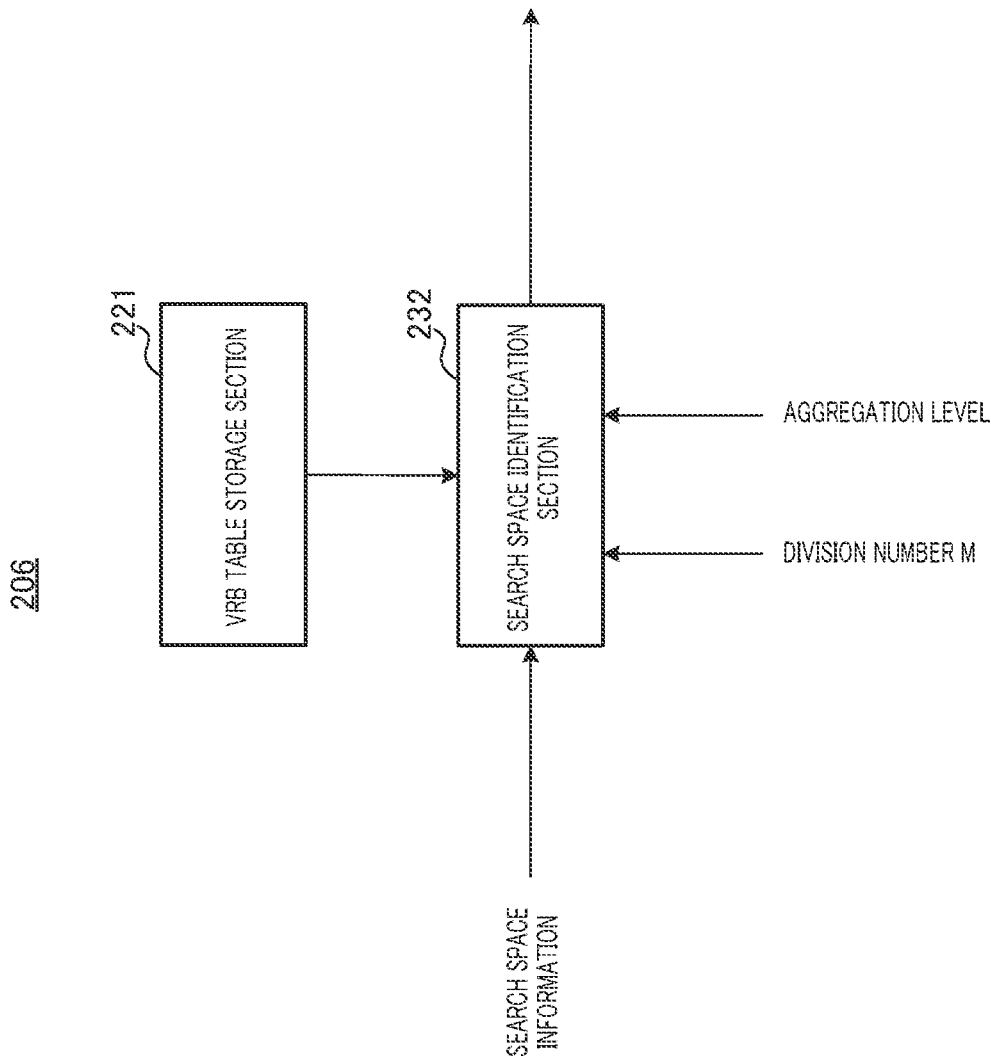 206
221
VRB TABLE STORAGE SECTION
232
SEARCH SPACE IDENTIFICATION
SECTION
AGGREGATION LEVEL
DIVISION NUMBER M
SEARCH SPACE
INFORMATION